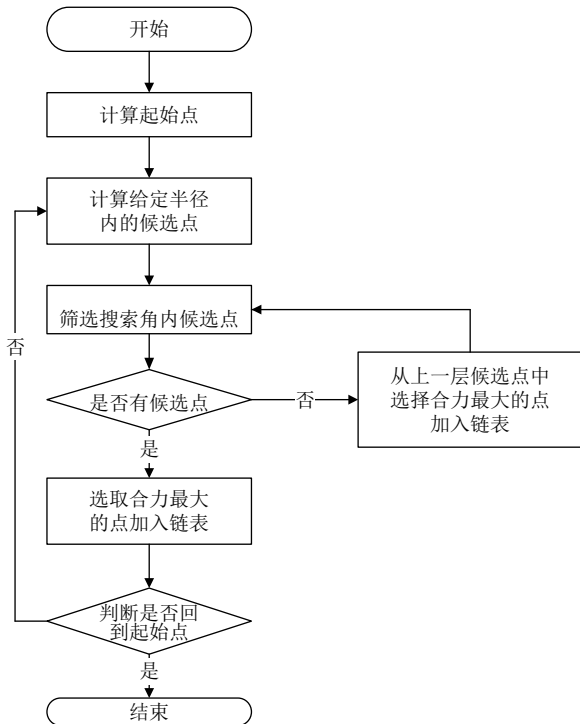 开始
计算起始点
计算给定半径
内的候选点
筛选搜索角内候选点
否
是否有候选点
否
从上一层候选点中
选择合力最大的点
加入链表
是
选取合力最大
的点加入链表
判断是否回
到起始点
是
结束